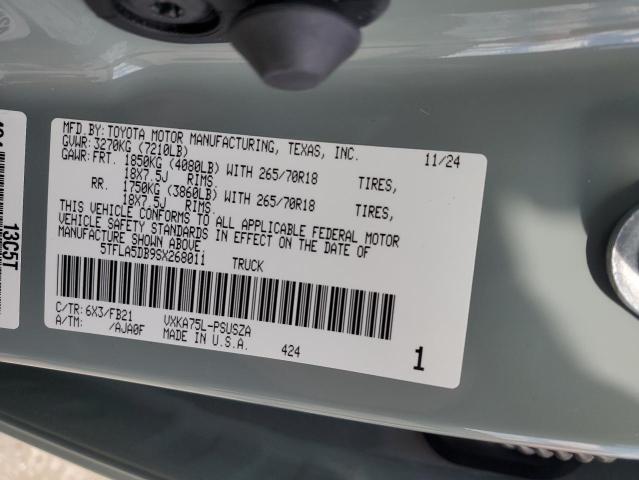 MFD.BY: TOYOTA MOTOR MANUFACTURING, TEXAS, INC. 11/24
GVWR: 3270KG (7210LB)
GAWR: FRT. 1850KG (4080LB) WITH 265/70R18 TIRES,
18X7.5J RIMS.
RR. 1750KG (3860LB) WITH 265/70R18 TIRES,
18X7.5J RIMS.
THIS VEHICLE CONFORMS TO ALL APPLICABLE FEDERAL MOTOR
VEHICLE SAFETY STANDARDS IN EFFECT ON THE DATE OF
MANUFACTURE SHOWN ABOVE.
5TFLA5DB9SX268011 TRUCK
C/TR: 6X3/FB21 VXKA75L-PSUSZA
A/TM: /AJA0F MADE IN U.S.A.
424
1
13C5T